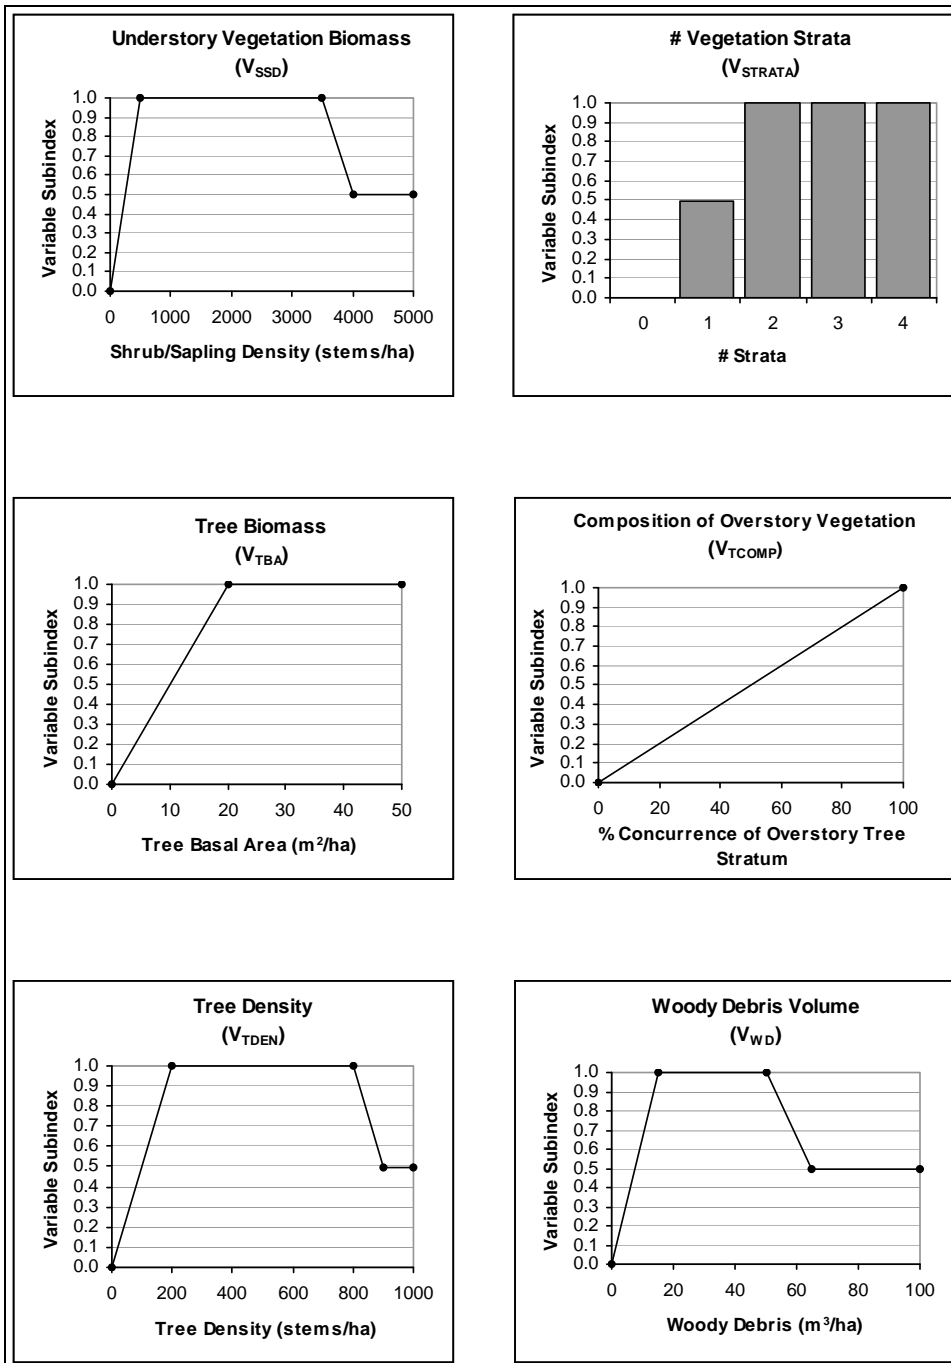 Understory Vegetation Biomass
(VSSD)
Variable Subindex
1.0
0.9
0.8
0.7
0.6
0.5
0.4
0.3
0.2
0.1
0.0
0 1000 2000 3000 4000 5000
Shrub/Sapling Density (stems/ha)
# Vegetation Strata
(VSTRATA)
Variable Subindex
1.0
0.9
0.8
0.7
0.6
0.5
0.4
0.3
0.2
0.1
0.0
0 1 2 3 4
# Strata
Tree Biomass
(VTBA)
Variable Subindex
1.0
0.9
0.8
0.7
0.6
0.5
0.4
0.3
0.2
0.1
0.0
0 10 20 30 40 50
Tree Basal Area (m²/ha)
Composition of Overstory Vegetation
(VTCOMP)
Variable Subindex
1.0
0.9
0.8
0.7
0.6
0.5
0.4
0.3
0.2
0.1
0.0
0 20 40 60 80 100
% Concurrence of Overstory Tree
Stratum
Tree Density
(VTDEN)
Variable Subindex
1.0
0.9
0.8
0.7
0.6
0.5
0.4
0.3
0.2
0.1
0.0
0 200 400 600 800 1000
Tree Density (stems/ha)
Woody Debris Volume
(VWD)
Variable Subindex
1.0
0.9
0.8
0.7
0.6
0.5
0.4
0.3
0.2
0.1
0.0
0 20 40 60 80 100
Woody Debris (m³/ha)